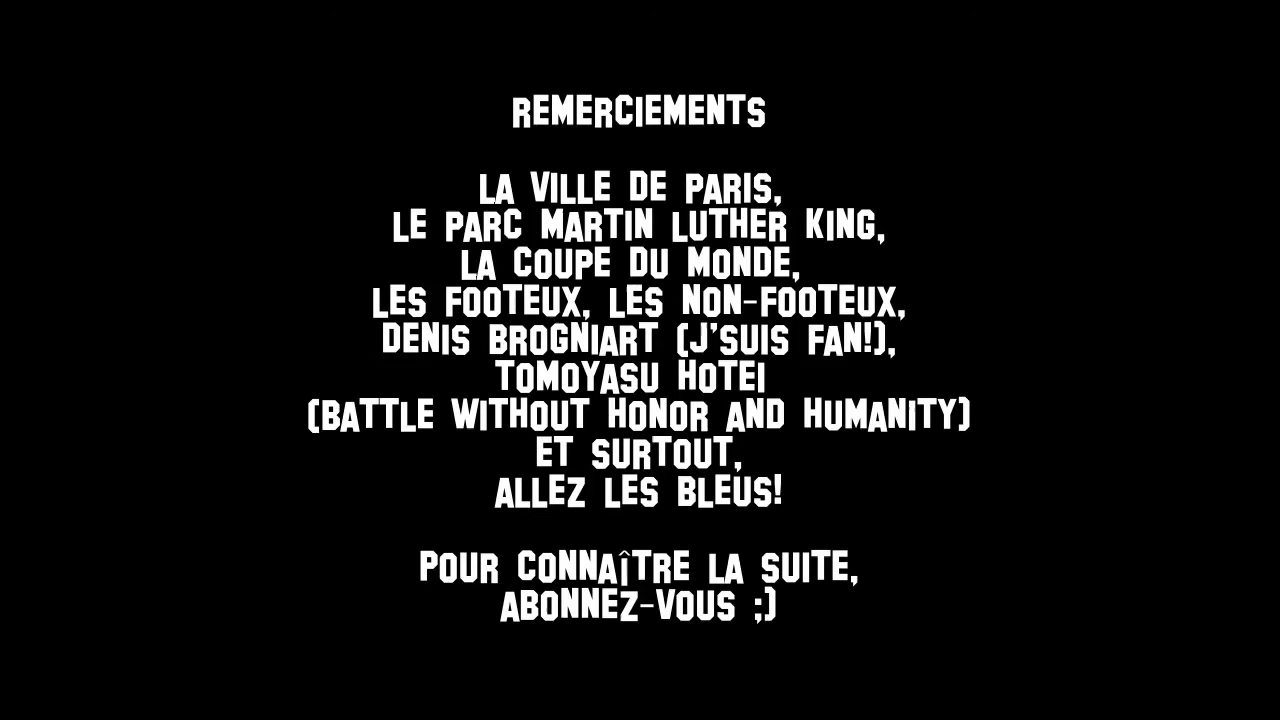 REMERCIEMENTS
LA VILLE DE PARIS,
LE PARC MARTIN LUTHER KING,
LA COUPE DU MONDE,
LES FOOTEUX, LES NON-FOOTEUX,
DENIS BROGNIART (J'SUIS FAN!),
TOMOYASU HOTEI
(BATTLE WITHOUT HONOR AND HUMANITY)
ET SURTOUT,
ALLEZ LES BLEUS!
POUR CONNAÎTRE LA SUITE,
ABONNEZ-VOUS ;)